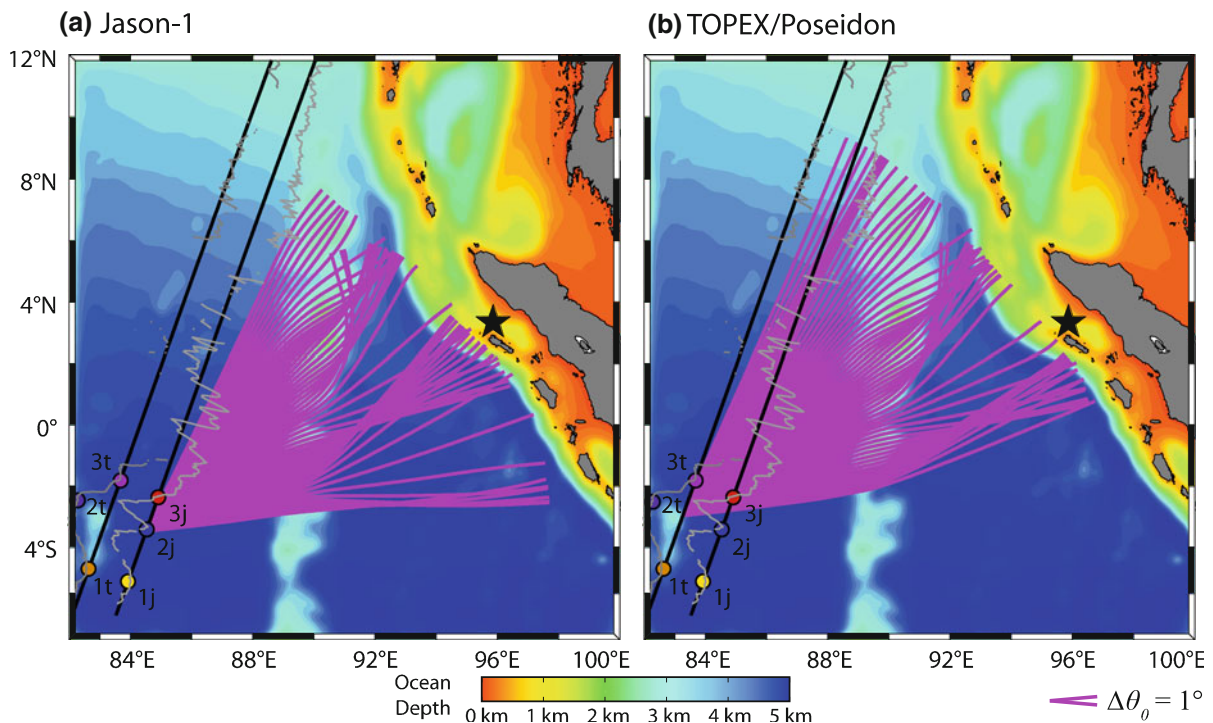 (a) Jason-1
(b) TOPEX/Poseidon
12°N
8°N
4°N
0°
4°S
3t
2t
1t
3j
2j
1j
3t
2t
1t
3j
2j
1j
84°E 88°E 92°E 96°E 100°E
84°E 88°E 92°E 96°E 100°E
Ocean
Depth
0 km 1 km 2 km 3 km 4 km 5 km
Δθ₀ = 1°